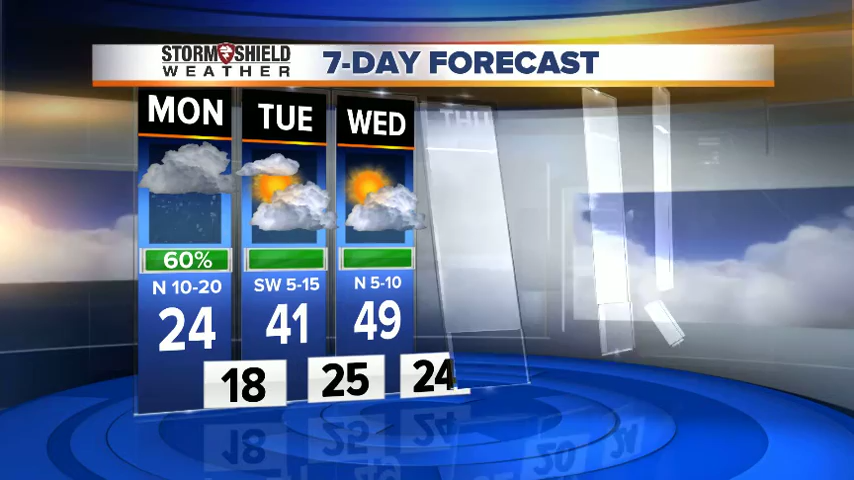 STORM SHIELD
WEATHER
7-DAY FORECAST
MON
TUE
WED
THU
60%
N 10-20
SW 5-15
N 5-10
24
41
49
18
25
24